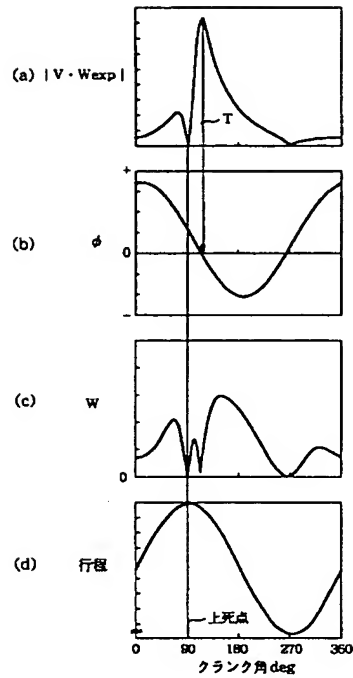 (a) |V・Wexp|
T
+
(b) φ
0
−
(c) W
0
(d) 行程
上死点
0 90 180 270 360
クランク角deg